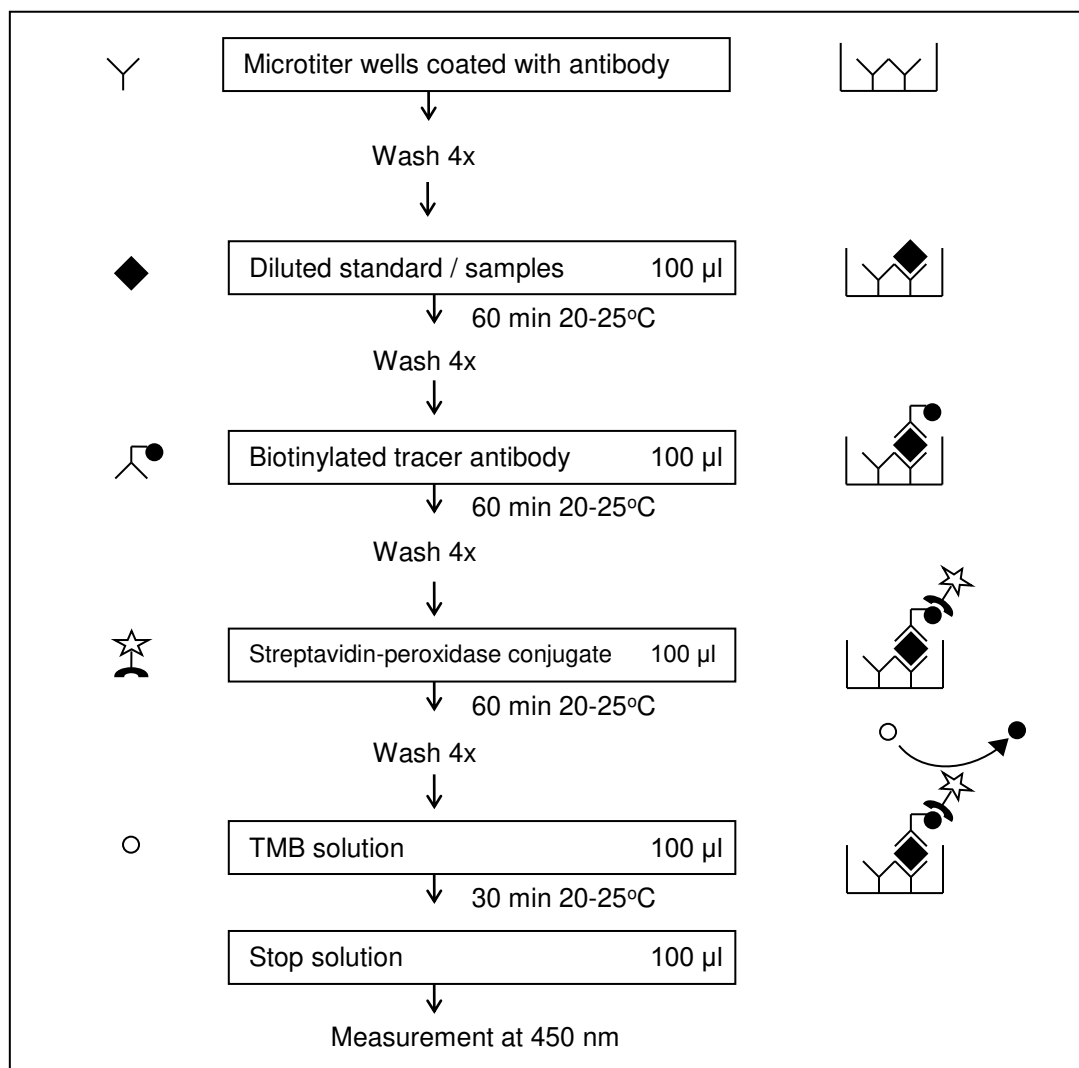 Microtiter wells coated with antibody
Wash 4x
Diluted standard / samples 100 µl
60 min 20-25°C
Wash 4x
Biotinylated tracer antibody 100 µl
60 min 20-25°C
Wash 4x
Streptavidin-peroxidase conjugate 100 µl
60 min 20-25°C
Wash 4x
TMB solution 100 µl
30 min 20-25°C
Stop solution 100 µl
Measurement at 450 nm